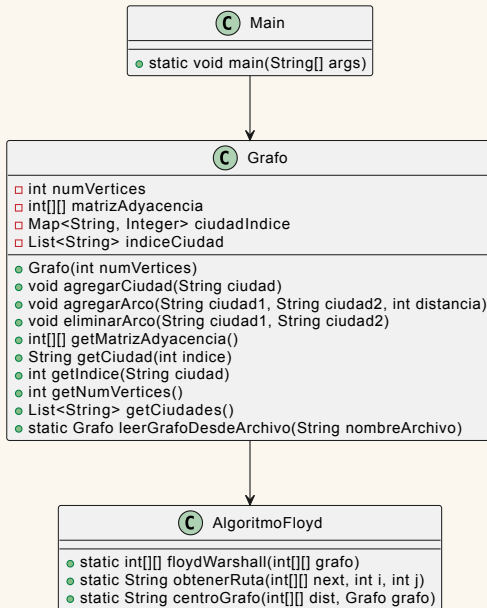 C Main
static void main(String[] args)
C Grafo
int numVertices
int[][] matrizAdyacencia
Map<String, Integer> ciudadIndice
List<String> indiceCiudad
Grafo(int numVertices)
void agregarCiudad(String ciudad)
void agregarArco(String ciudad1, String ciudad2, int distancia)
void eliminarArco(String ciudad1, String ciudad2)
int[][] getMatrizAdyacencia()
String getCiudad(int indice)
int getIndice(String ciudad)
int getNumVertices()
List<String> getCiudades()
static Grafo leerGrafoDesdeArchivo(String nombreArchivo)
C AlgoritmoFloyd
static int[][] floydWarshall(int[][] grafo)
static String obtenerRuta(int[][] next, int i, int j)
static String centroGrafo(int[][] dist, Grafo grafo)